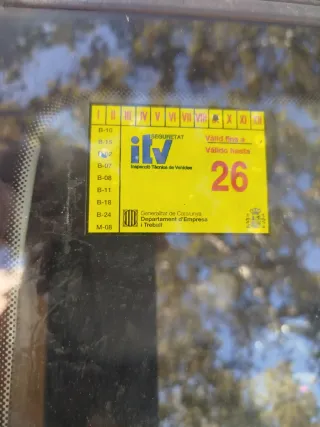 I II III IV V VI VII VIII X XI XII
SEGURETAT
itv
Inspecció Tècnica de Vehicles
Vàlid fins a
Válido hasta
26
B-10
B-07
B-08
B-11
B-18
B-24
M-08
Generalitat de Catalunya
Departament d'Empresa
i Treball